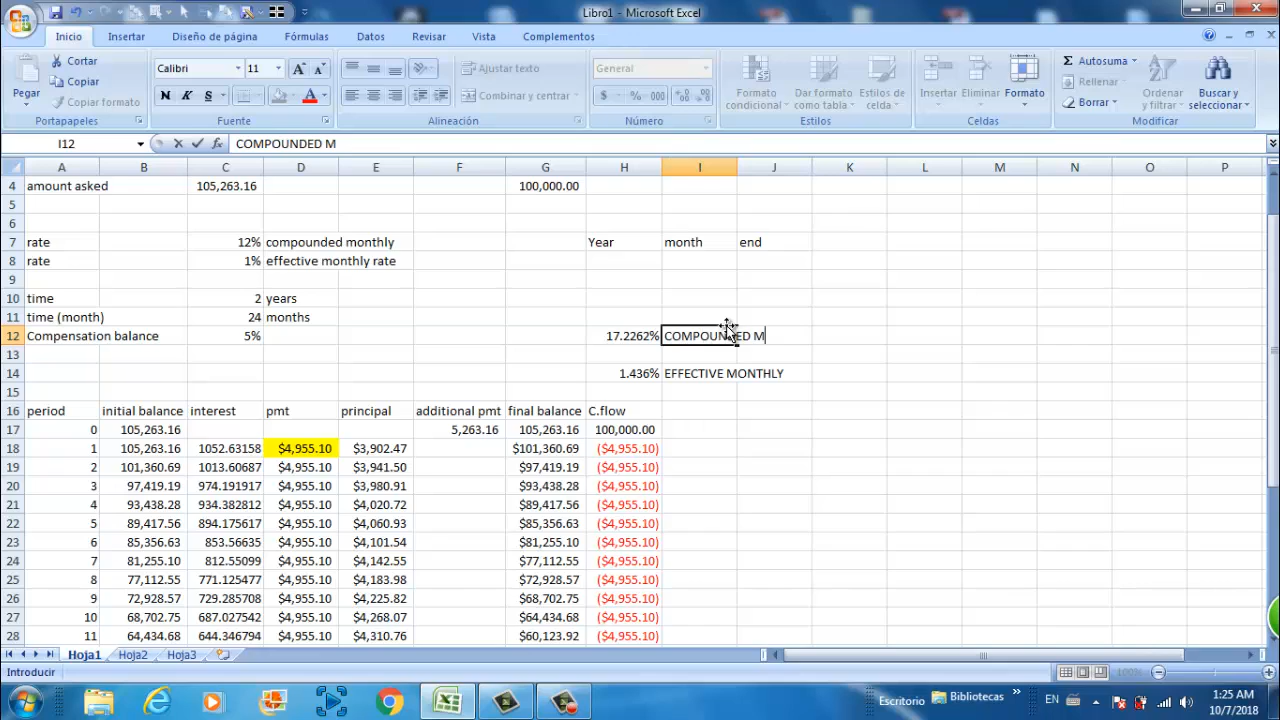 Libro1 - Microsoft Excel
Inicio Insertar Diseño de página Fórmulas Datos Revisar Vista Complementos
Pegar Cortar Copiar Copiar formato Portapapeles
Calibri 11 N K S A Fuente
Ajustar texto Combinar y centrar Alineación
General $ % 000 Número
Formato condicional Dar formato como tabla Estilos de celda Estilos
Insertar Eliminar Formato Celdas
Autosuma Rellenar Borrar Ordenar y filtrar Buscar y seleccionar Modificar
I12 fx COMPOUNDED M
A B C D E F G H I J K L M N O P
4 amount asked 105,263.16 100,000.00
5
6
7 rate 12% compounded monthly Year month end
8 rate 1% effective monthly rate
9
10 time 2 years
11 time (month) 24 months
12 Compensation balance 5% 17.2262% COMPOUNDED M
13
14 1.436% EFFECTIVE MONTHLY
15
16 period initial balance interest pmt principal additional pmt final balance C.flow
17 0 105,263.16 5,263.16 105,263.16 100,000.00
18 1 105,263.16 1052.63158 $4,955.10 $3,902.47 $101,360.69 ($4,955.10)
19 2 101,360.69 1013.60687 $4,955.10 $3,941.50 $97,419.19 ($4,955.10)
20 3 97,419.19 974.191917 $4,955.10 $3,980.91 $93,438.28 ($4,955.10)
21 4 93,438.28 934.382812 $4,955.10 $4,020.72 $89,417.56 ($4,955.10)
22 5 89,417.56 894.175617 $4,955.10 $4,060.93 $85,356.63 ($4,955.10)
23 6 85,356.63 853.56635 $4,955.10 $4,101.54 $81,255.10 ($4,955.10)
24 7 81,255.10 812.55099 $4,955.10 $4,142.55 $77,112.55 ($4,955.10)
25 8 77,112.55 771.125477 $4,955.10 $4,183.98 $72,928.57 ($4,955.10)
26 9 72,928.57 729.285708 $4,955.10 $4,225.82 $68,702.75 ($4,955.10)
27 10 68,702.75 687.027542 $4,955.10 $4,268.07 $64,434.68 ($4,955.10)
28 11 64,434.68 644.346794 $4,955.10 $4,310.76 $60,123.92 ($4,955.10)
Hoja1 Hoja2 Hoja3
Introducir 100%
Escritorio Bibliotecas EN 1:25 AM
10/7/2018